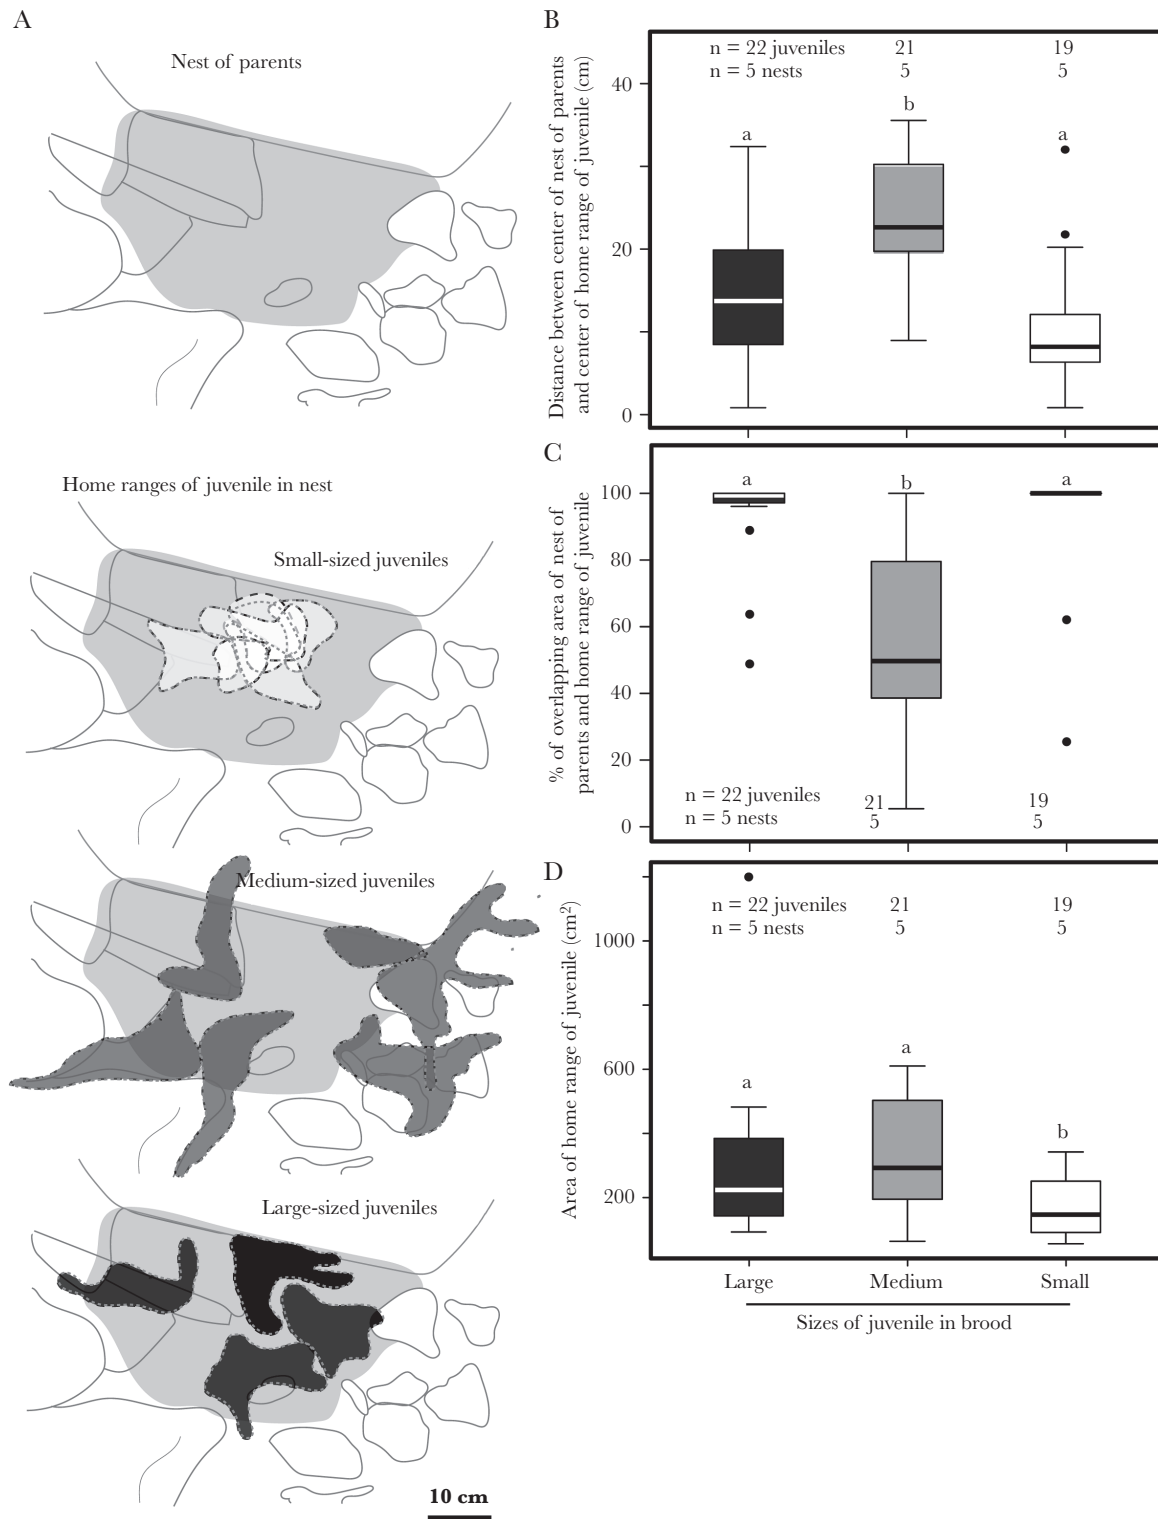 A
Nest of parents
Home ranges of juvenile in nest
Small-sized juveniles
Medium-sized juveniles
Large-sized juveniles
10 cm
B
Distance between center of nest of parents
and center of home range of juvenile (cm)
40
20
0
n = 22 juveniles 21 19
n = 5 nests 5 5
a b a
C
% of overlapping area of nest of
parents and home range of juvenile
100
80
60
40
20
0
a b a
n = 22 juveniles 21 19
n = 5 nests 5 5
D
Area of home range of juvenile (cm²)
1000
600
200
n = 22 juveniles 21 19
n = 5 nests 5 5
a a b
Large Medium Small
Sizes of juvenile in brood